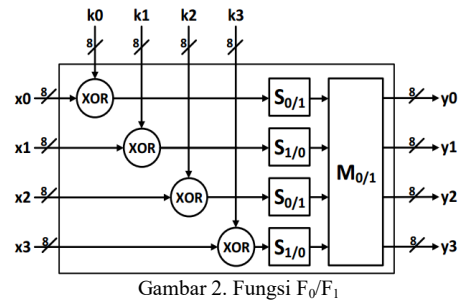 k0 k1 k2 k3
8 8 8 8
x0 8 XOR S0/1 8 y0
x1 8 XOR S1/0 8 y1
M0/1
x2 8 XOR S0/1 8 y2
x3 8 XOR S1/0 8 y3
Gambar 2. Fungsi F0/F1